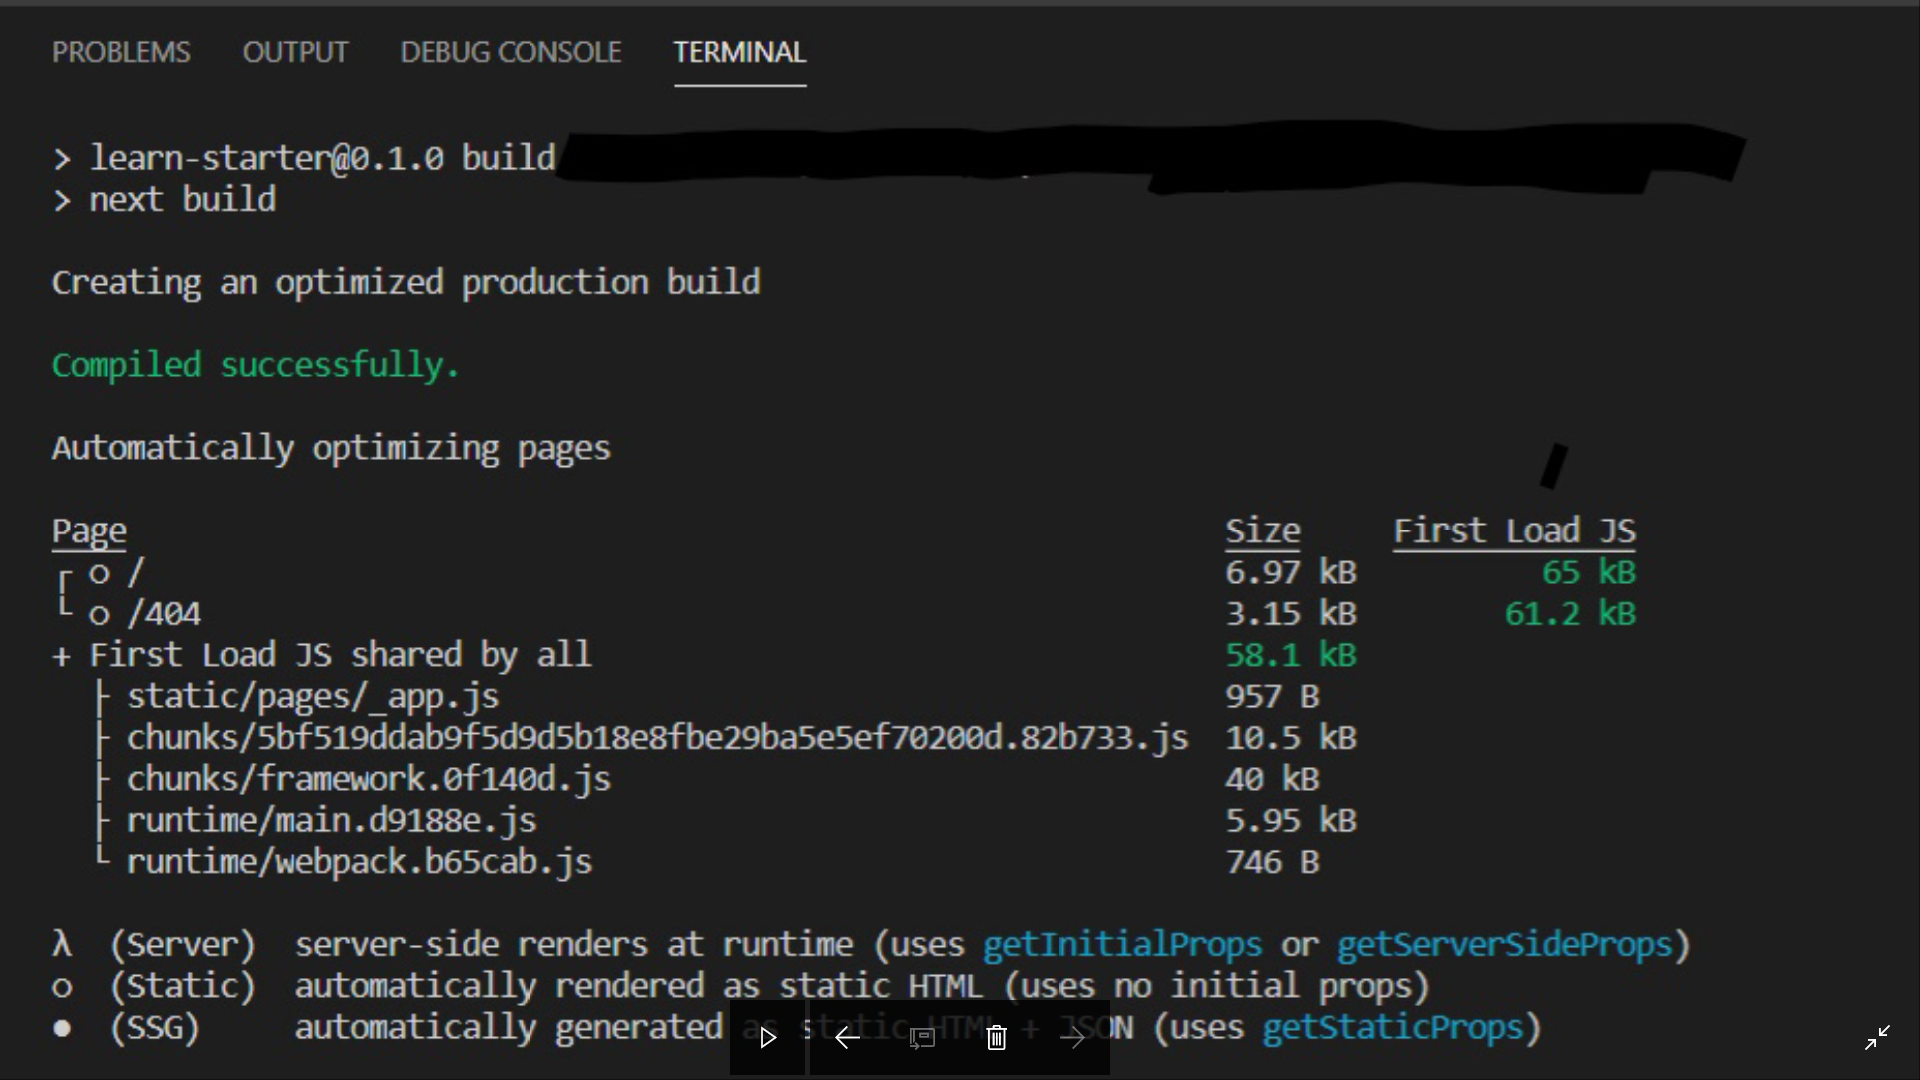 PROBLEMS OUTPUT DEBUG CONSOLE TERMINAL
> learn-starter@0.1.0 build
> next build
Creating an optimized production build
Compiled successfully.
Automatically optimizing pages
Page Size First Load JS
┌ ○ / 6.97 kB 65 kB
└ ○ /404 3.15 kB 61.2 kB
+ First Load JS shared by all 58.1 kB
├ static/pages/_app.js 957 B
├ chunks/5bf519ddab9f5d9d5b18e8fbe29ba5e5ef70200d.82b733.js 10.5 kB
├ chunks/framework.0f140d.js 40 kB
├ runtime/main.d9188e.js 5.95 kB
└ runtime/webpack.b65cab.js 746 B
λ (Server) server-side renders at runtime (uses getInitialProps or getServerSideProps)
○ (Static) automatically rendered as static HTML (uses no initial props)
● (SSG) automatically generated as static HTML + JSON (uses getStaticProps)